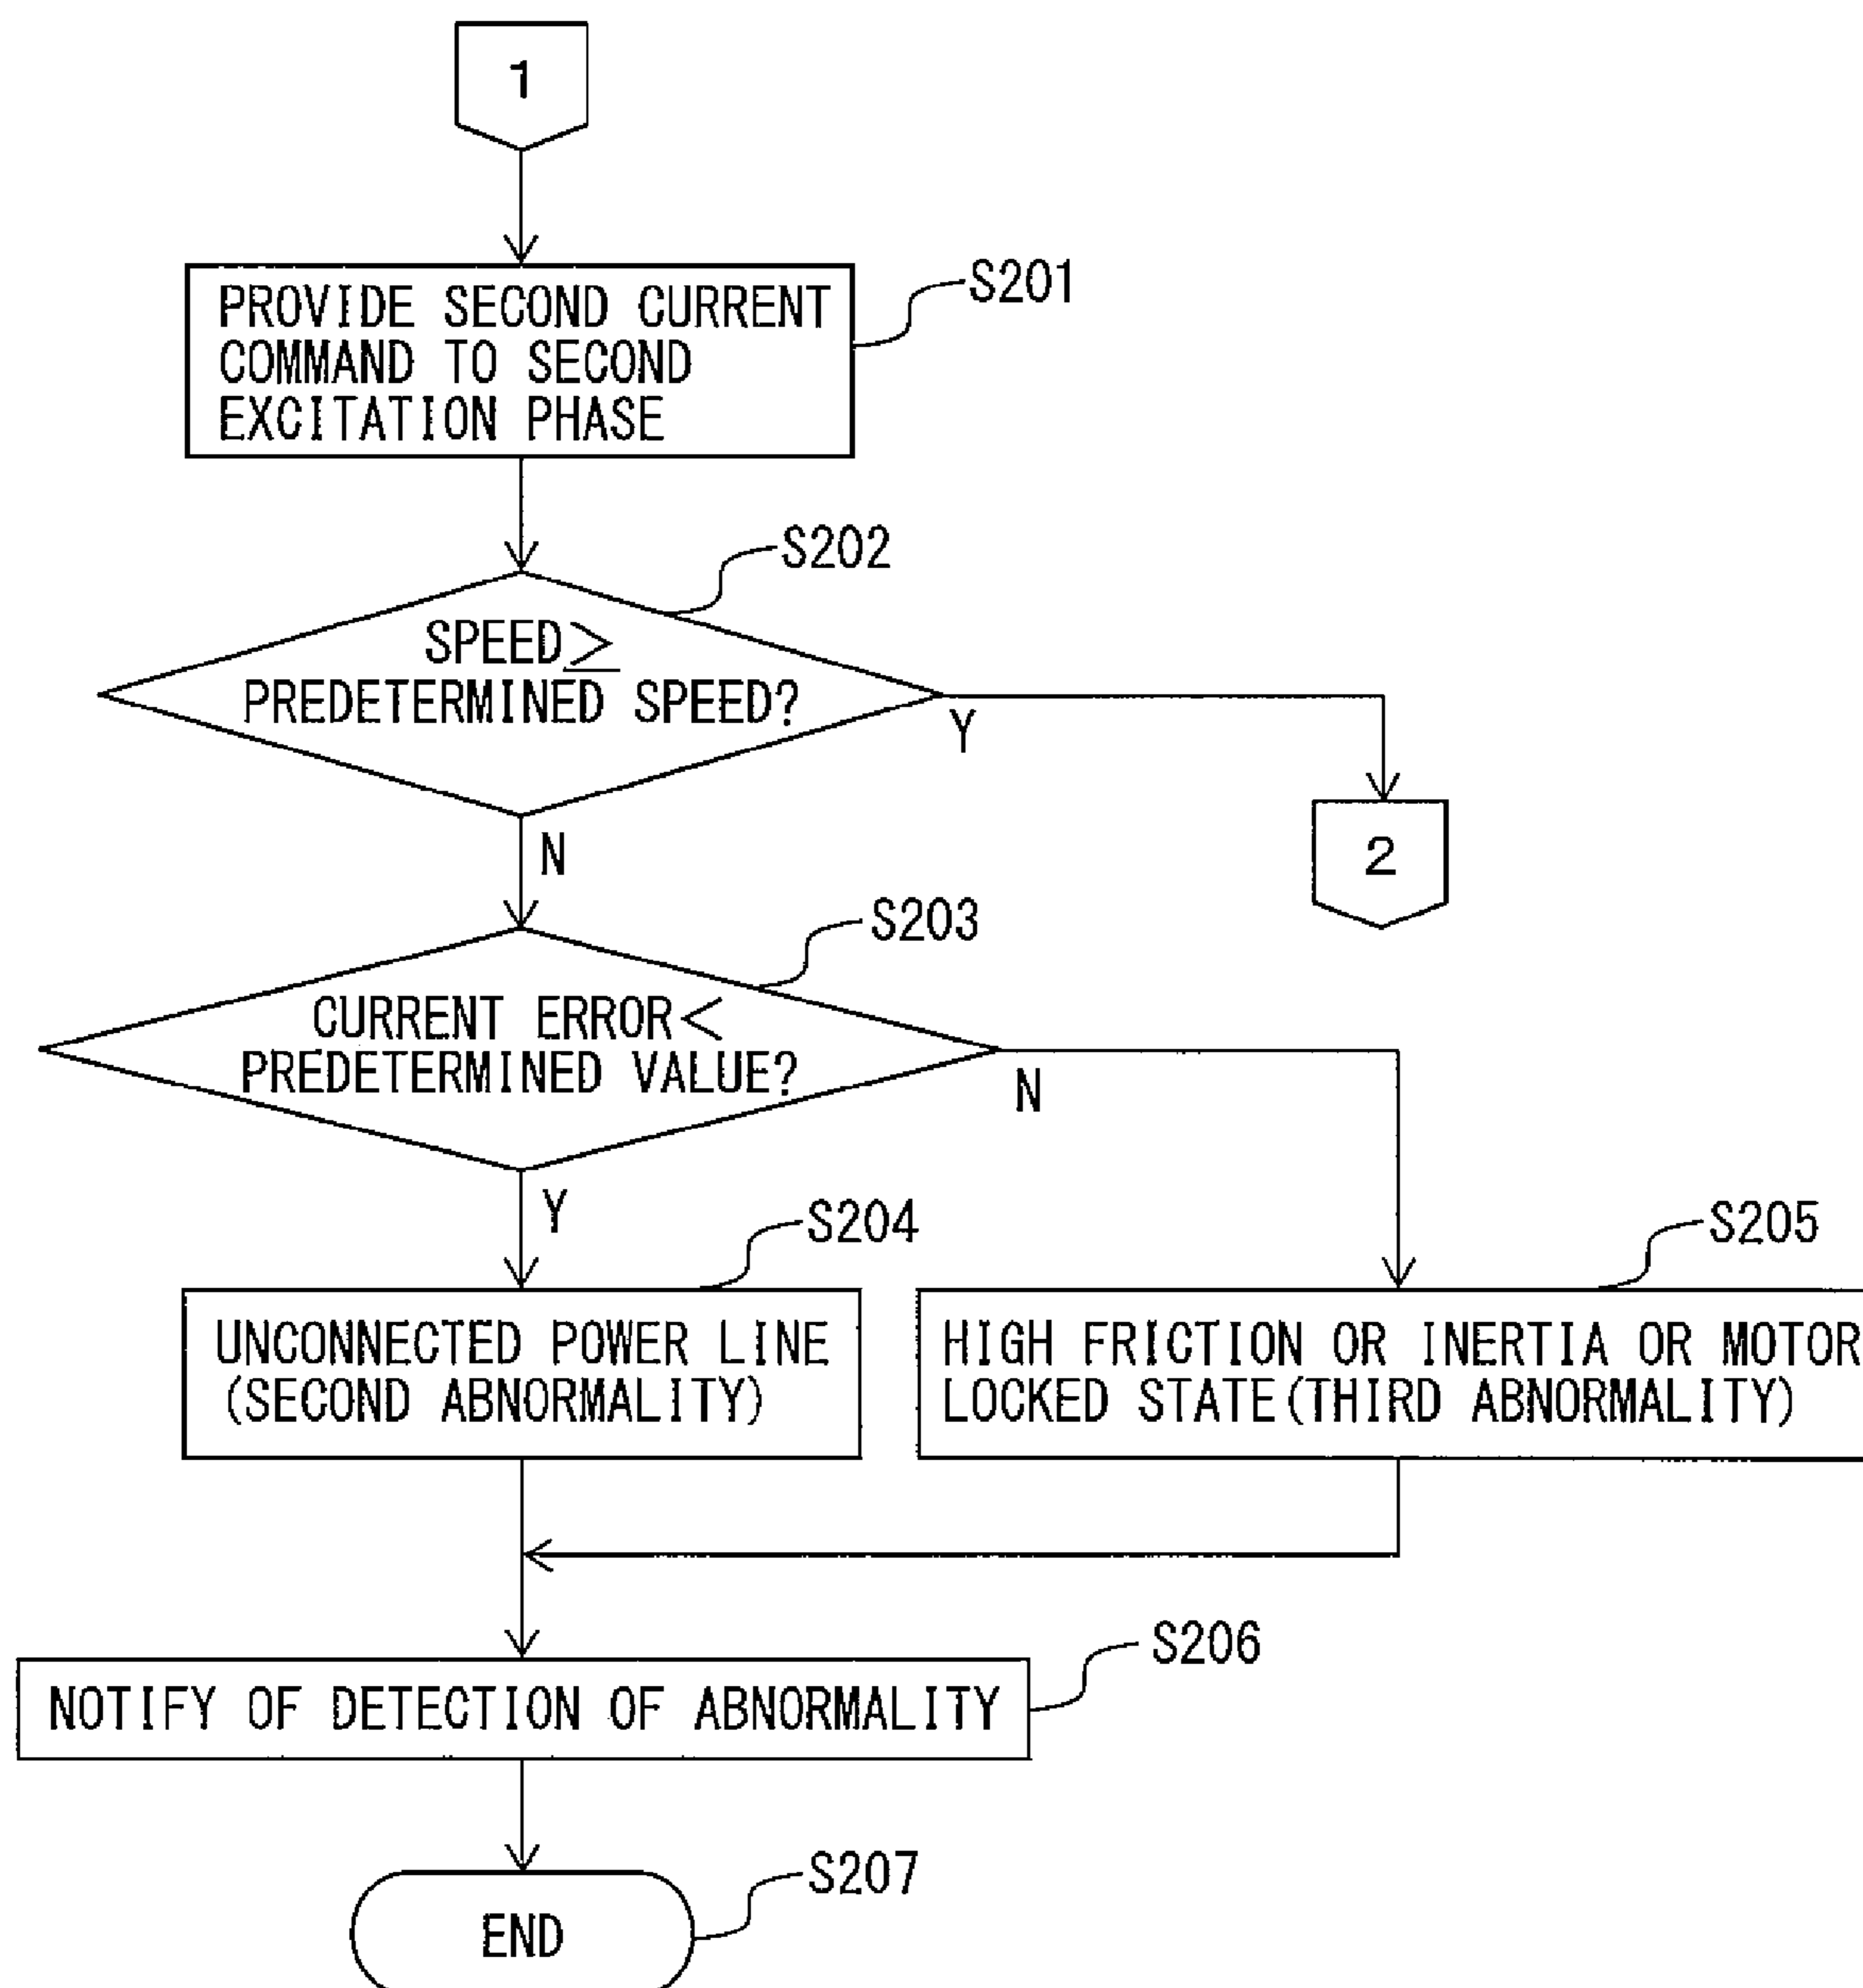 1
PROVIDE SECOND CURRENT
COMMAND TO SECOND
EXCITATION PHASE
S201
S202
SPEED≧
PREDETERMINED SPEED?
Y
N
2
S203
CURRENT ERROR<
PREDETERMINED VALUE?
N
Y
S204
S205
UNCONNECTED POWER LINE
(SECOND ABNORMALITY)
HIGH FRICTION OR INERTIA OR MOTOR
LOCKED STATE(THIRD ABNORMALITY)
S206
NOTIFY OF DETECTION OF ABNORMALITY
S207
END